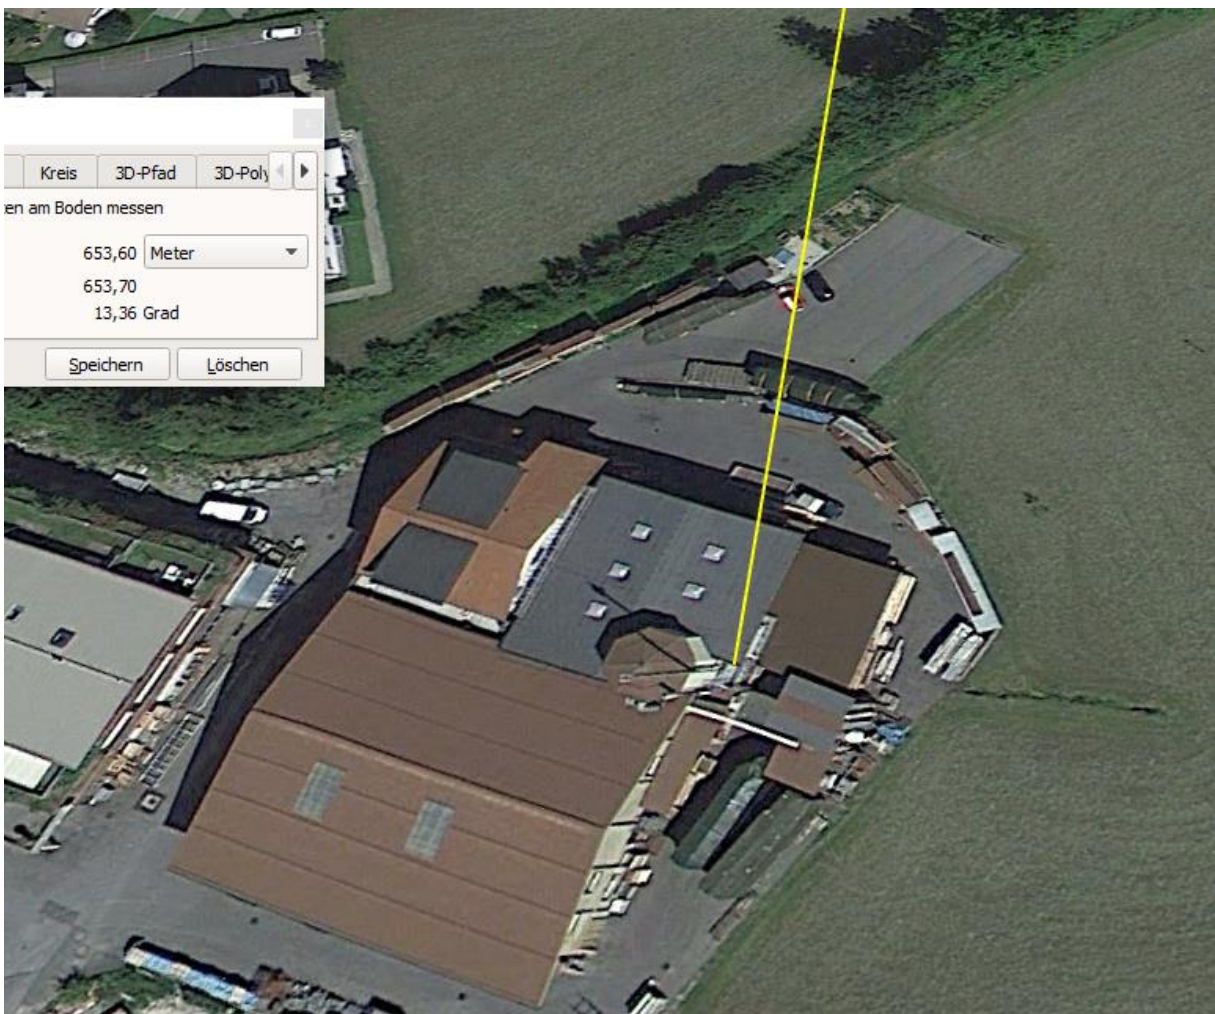 Kreis 3D-Pfad 3D-Poly
en am Boden messen
653,60 Meter
653,70
13,36 Grad
Speichern Löschen